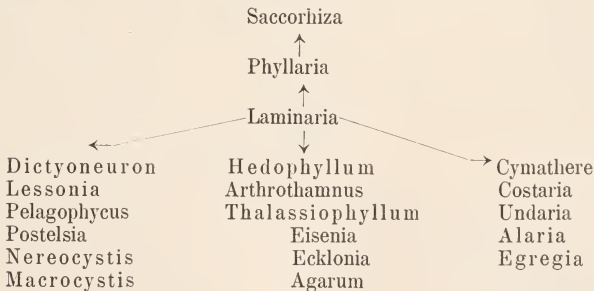 Saccorhiza
Phyllaria
Laminaria
Dictyoneuron Hedophyllum Cymathere
Lessonia Arthrothamnus Costaria
Pelagophycus Thalassiophyllum Undaria
Postelsia Eisenia Alaria
Nereocystis Ecklonia Egregia
Macrocystis Agarum